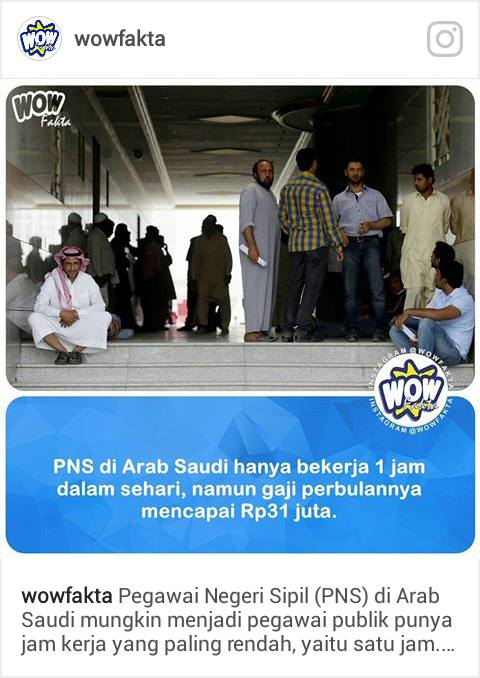 wowfakta
WOW
Fakta
INSTAGRAM @WOWFAKTA
WOW
Fakta
INSTAGRAM @WOWFAKTA
PNS di Arab Saudi hanya bekerja 1 jam
dalam sehari, namun gaji perbulannya
mencapai Rp31 juta.
wowfakta Pegawai Negeri Sipil (PNS) di Arab
Saudi mungkin menjadi pegawai publik punya
jam kerja yang paling rendah, yaitu satu jam....